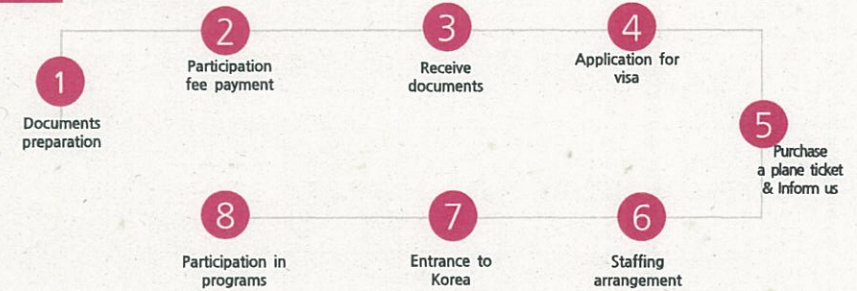 1
Documents
preparation
2
Participation
fee payment
3
Receive
documents
4
Application for
visa
5
Purchase
a plane ticket
& Inform us
6
Staffing
arrangement
7
Entrance to
Korea
8
Participation in
programs